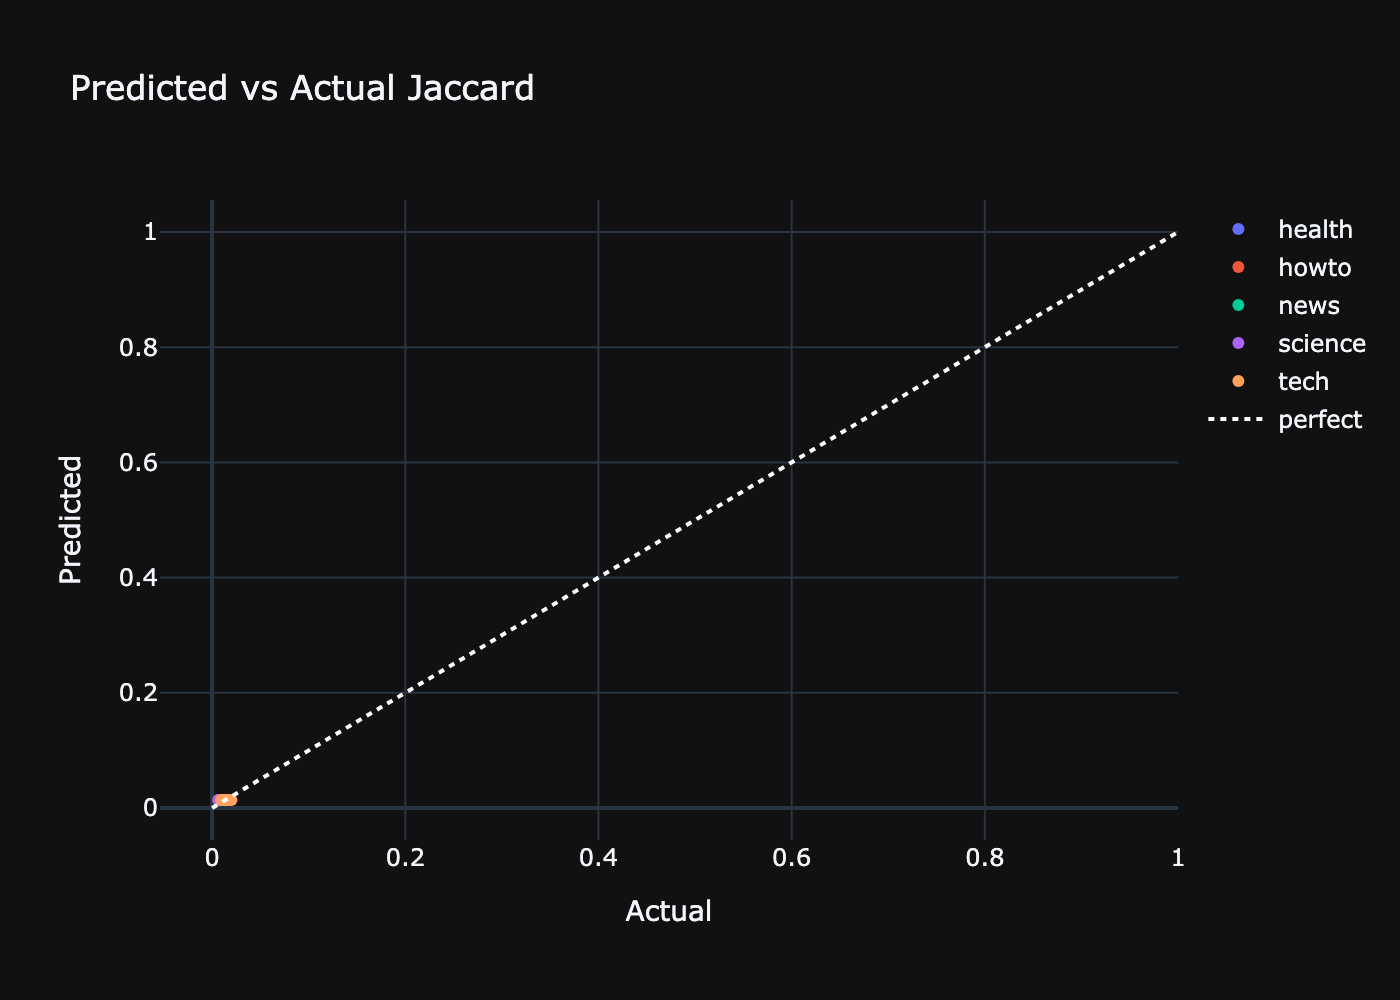 Predicted vs Actual Jaccard
1
0.8
0.6
0.4
0.2
0
Predicted
0
0.2
0.4
0.6
0.8
1
Actual
health
howto
news
science
tech
perfect